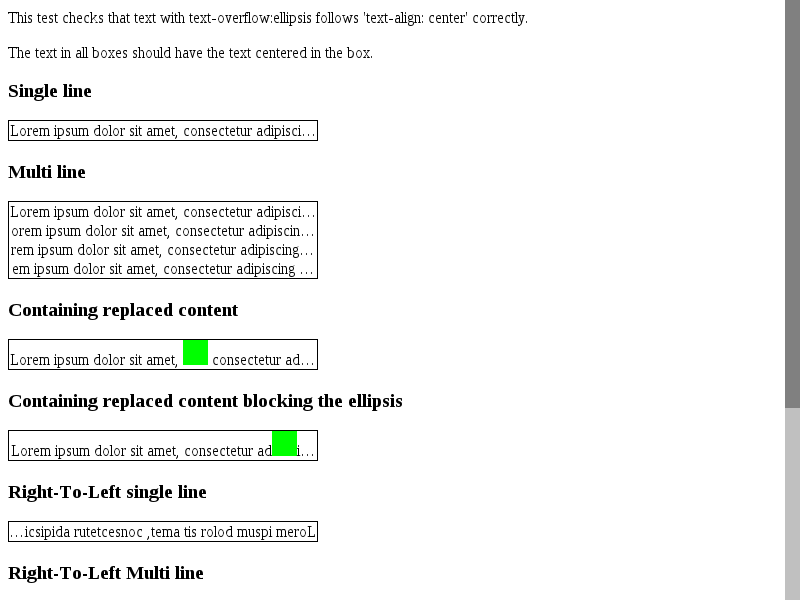 This test checks that text with text-overflow:ellipsis follows 'text-align: center' correctly.
The text in all boxes should have the text centered in the box.
Single line
Lorem ipsum dolor sit amet, consectetur adipisci…
Multi line
Lorem ipsum dolor sit amet, consectetur adipisci…
orem ipsum dolor sit amet, consectetur adipiscin…
rem ipsum dolor sit amet, consectetur adipiscing…
em ipsum dolor sit amet, consectetur adipiscing …
Containing replaced content
Lorem ipsum dolor sit amet, consectetur ad…
Containing replaced content blocking the ellipsis
Lorem ipsum dolor sit amet, consectetur ad i…
Right-To-Left single line
…icsipida rutetcesnoc ,tema tis rolod muspi meroL
Right-To-Left Multi line